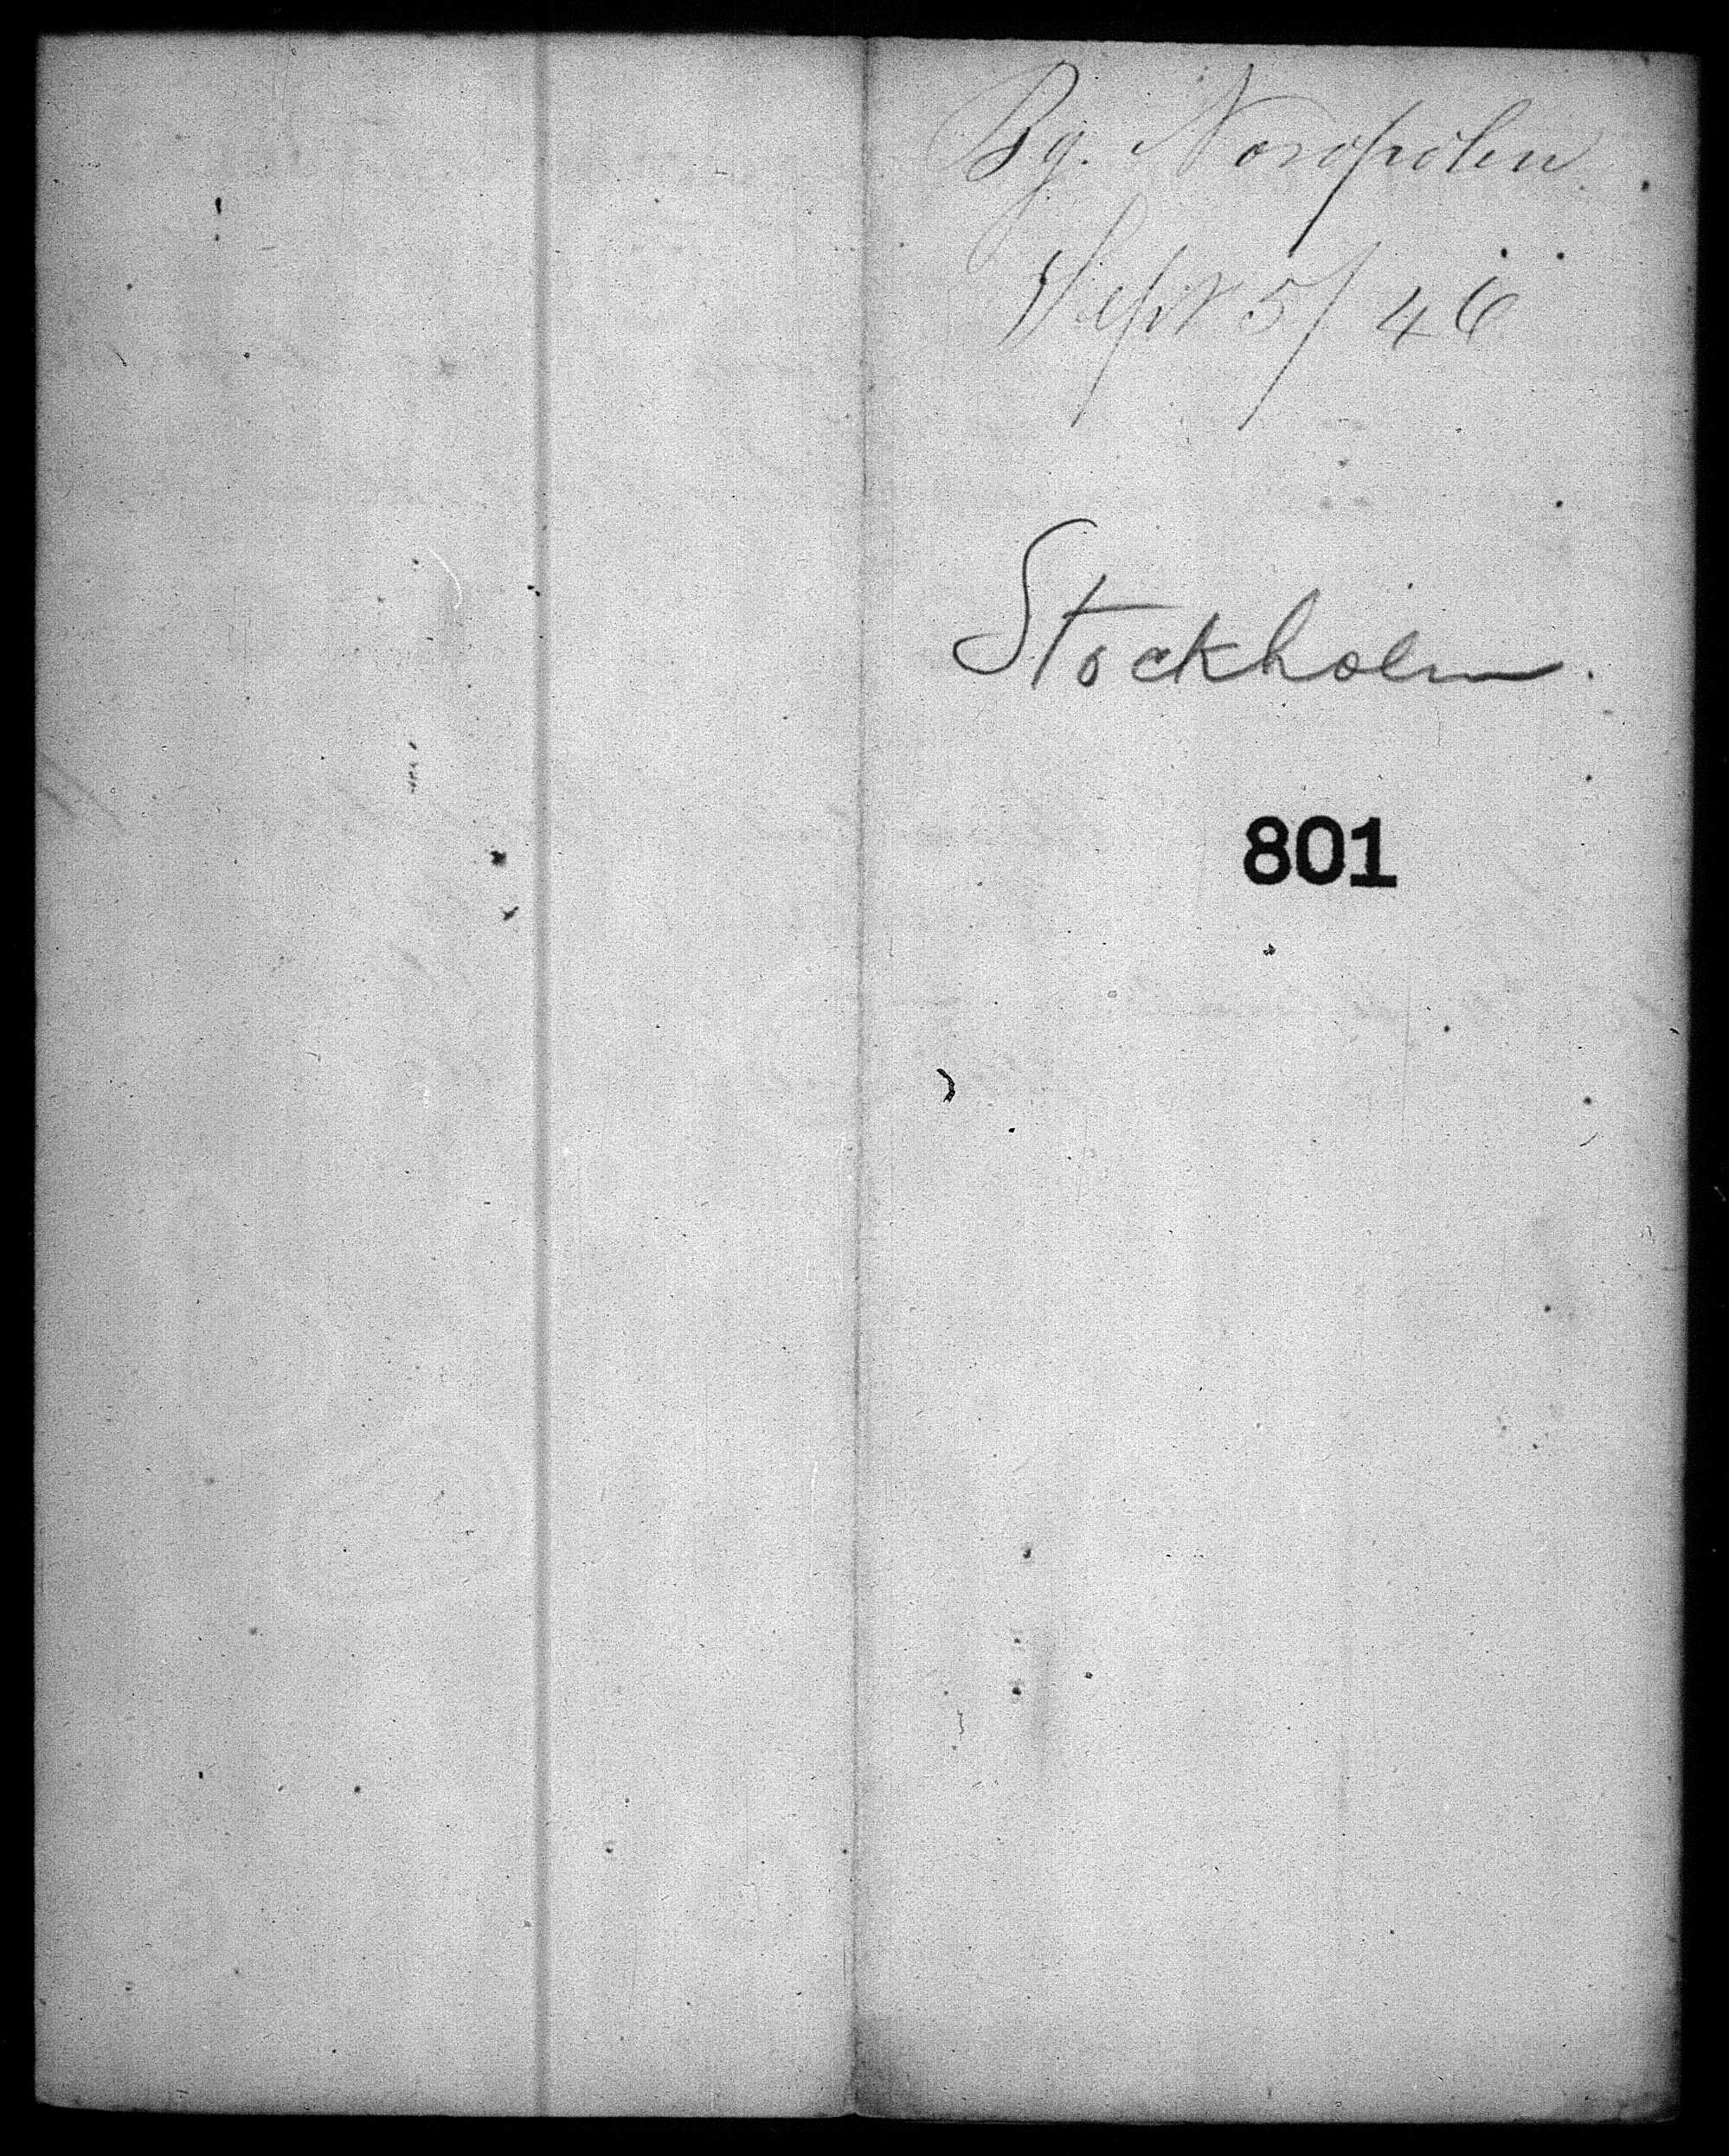 Bg. Nordpolen
Sept 5/46
Stockholm.
801